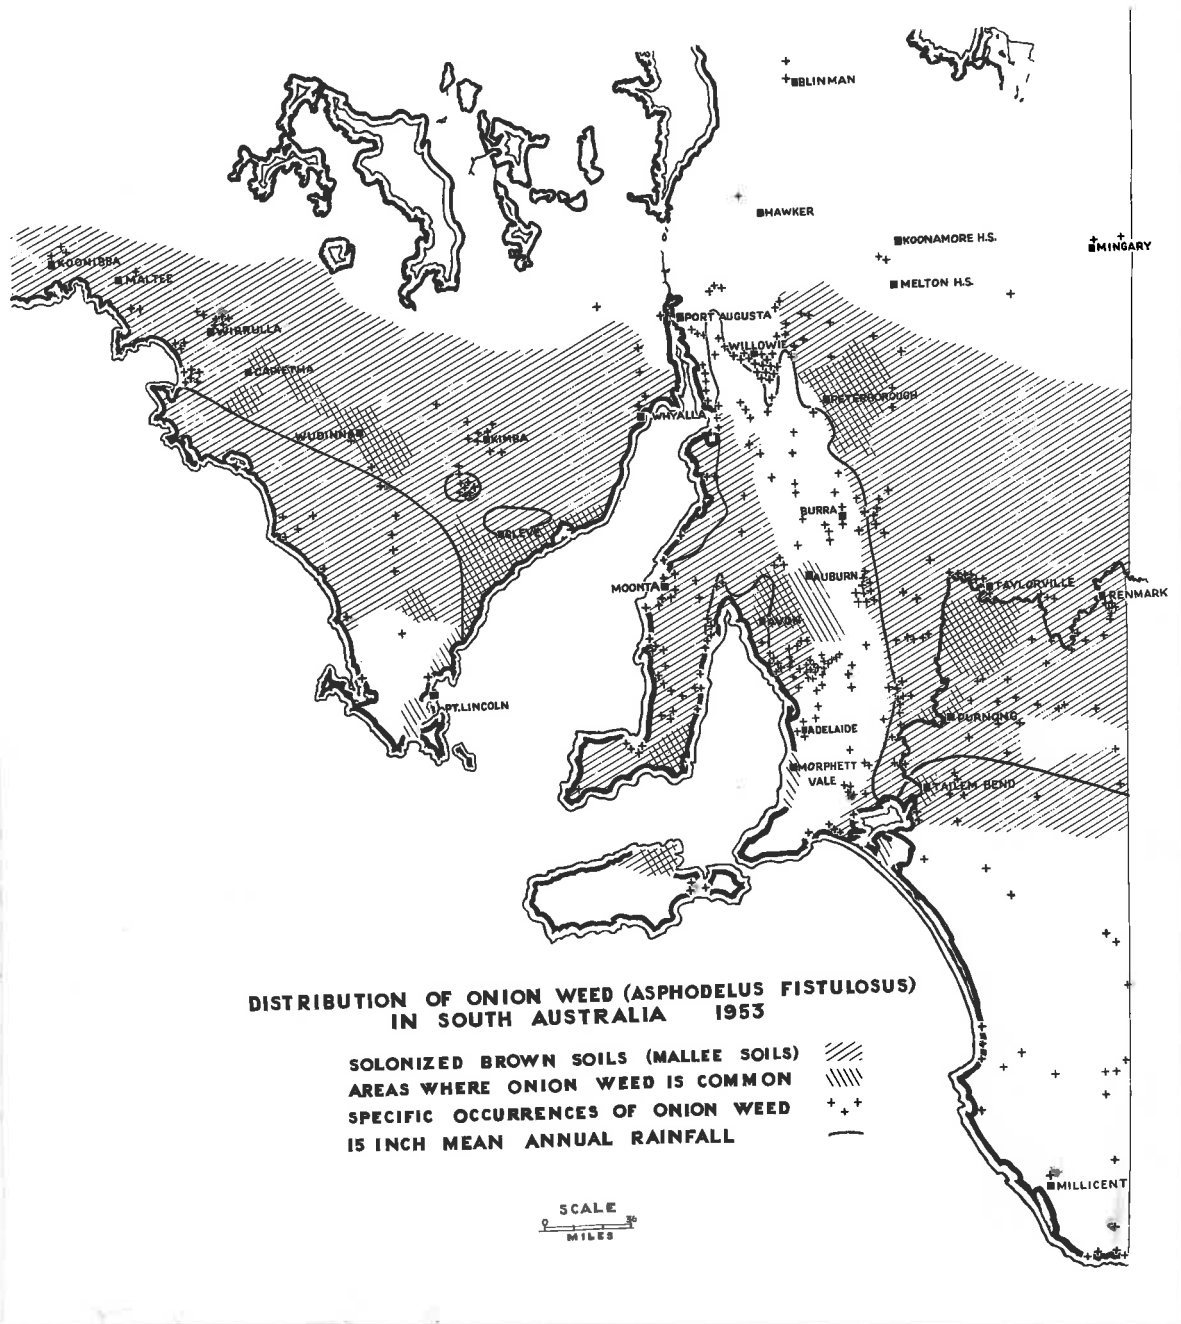 BLINMAN
HAWKER
KOONAMORE H.S.
MINGARY
MELTON H.S.
KOONIBBA
MALTEE
PORT AUGUSTA
WIRRULLA
WILLOWIE
CAPIETHA
PETERBOROUGH
WHYALLA
WUDINNA
KIMBA
BURRA
CLEVE
AUBURN
TAYLORVILLE
MOONTA
RENMARK
AVON
PT. LINCOLN
PURNONG
ADELAIDE
MORPHETT
VALE
TAILEM BEND
DISTRIBUTION OF ONION WEED (ASPHODELUS FISTULOSUS)
IN SOUTH AUSTRALIA 1953
SOLONIZED BROWN SOILS (MALLEE SOILS)
AREAS WHERE ONION WEED IS COMMON
SPECIFIC OCCURRENCES OF ONION WEED
15 INCH MEAN ANNUAL RAINFALL
MILLICENT
SCALE
0 36
MILES